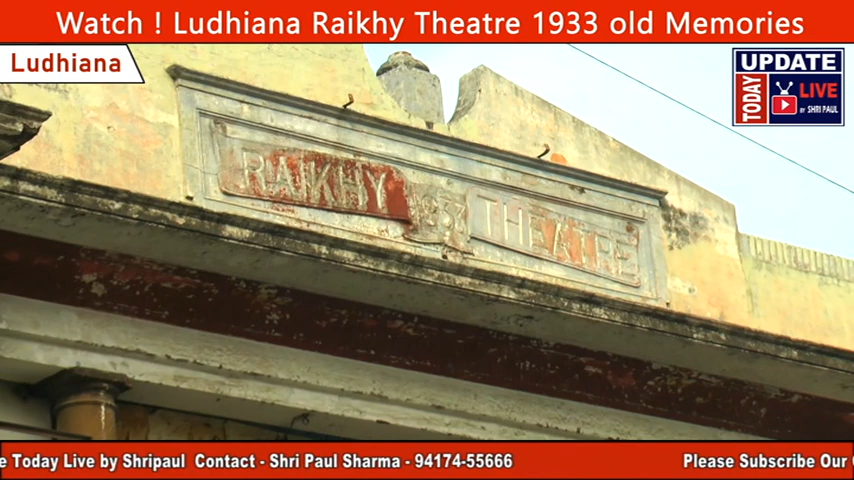 Watch ! Ludhiana Raikhy Theatre 1933 old Memories
Ludhiana
UPDATE
TODAY
LIVE
BY SHRI PAUL
RAIKHY 1933 THEATRE
e Today Live by Shripaul Contact - Shri Paul Sharma - 94174-55666 Please Subscribe Our